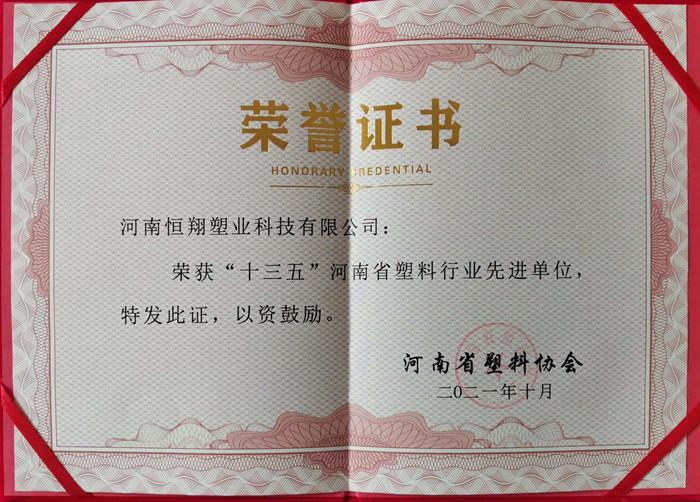 荣誉证书
HONORARY CREDENTIAL
河南恒翔塑业科技有限公司：
荣获“十三五”河南省塑料行业先进单位，
特发此证，以资鼓励。
河南省塑料协会
二〇二一年十月